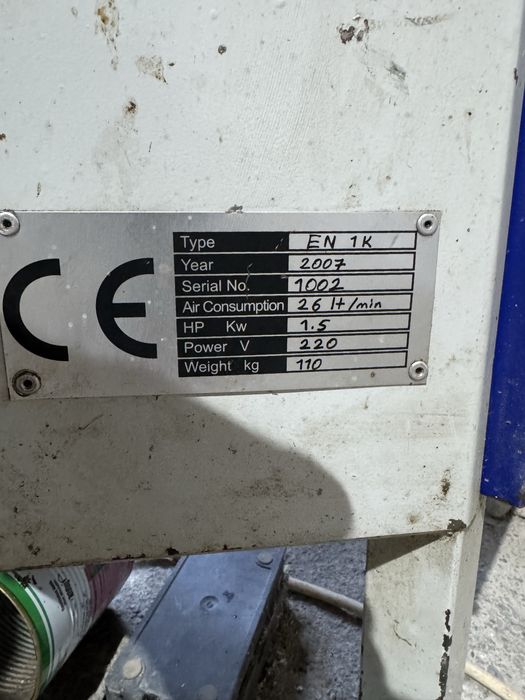 CE
Type EN 1K
Year 2007
Serial No. 1002
Air Consumption 26 lt/min
HP Kw 1.5
Power V 220
Weight kg 110